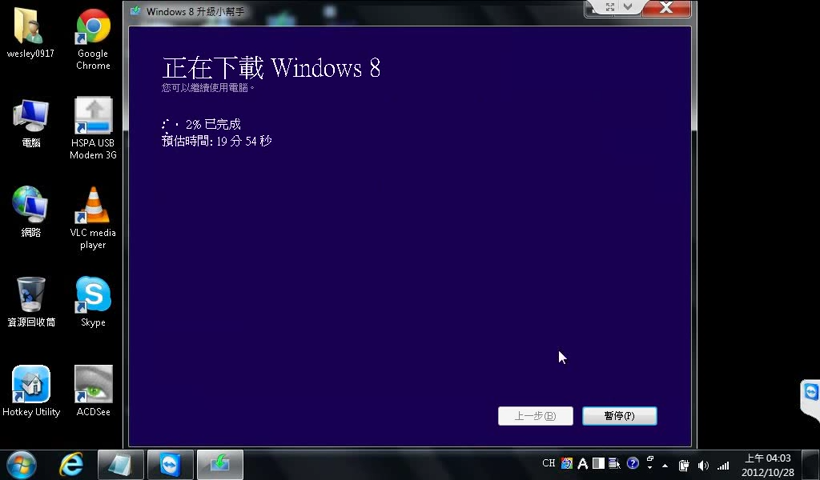 Windows 8 升級小幫手
正在下載 Windows 8
您可以繼續使用電腦。
2% 已完成
預估時間: 19 分 54 秒
上一步(B)
暫停(P)
wesley0917
Google Chrome
電腦
HSPA USB Modem 3G
網路
VLC media player
資源回收筒
Skype
Hotkey Utility
ACDSee
CH
上午 04:03
2012/10/28